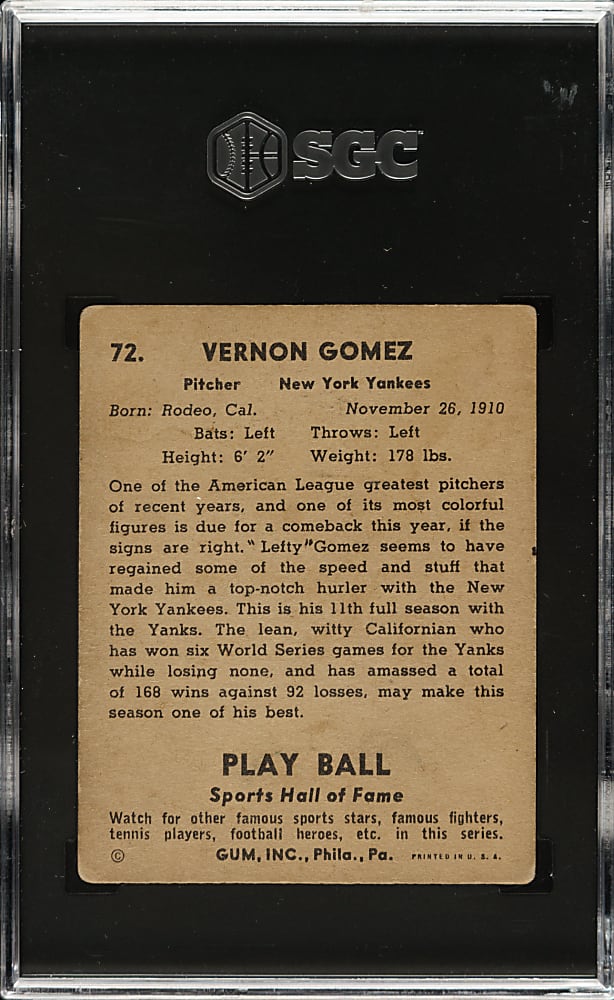 SGC
72. VERNON GOMEZ
Pitcher New York Yankees
Born: Rodeo, Cal. November 26, 1910
Bats: Left Throws: Left
Height: 6′ 2″ Weight: 178 lbs.
One of the American League greatest pitchers
of recent years, and one of its most colorful
figures is due for a comeback this year, if the
signs are right. "Lefty" Gomez seems to have
regained some of the speed and stuff that
made him a top-notch hurler with the New
York Yankees. This is his 11th full season with
the Yanks. The lean, witty Californian who
has won six World Series games for the Yanks
while losing none, and has amassed a total
of 168 wins against 92 losses, may make this
season one of his best.
PLAY BALL
Sports Hall of Fame
Watch for other famous sports stars, famous fighters,
tennis players, football heroes, etc. in this series.
© GUM, INC., Phila., Pa. PRINTED IN U. S. A.